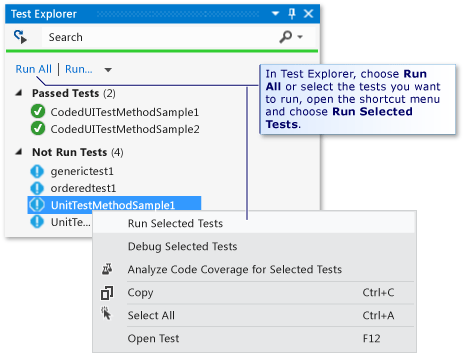 Test Explorer
Search
Run All | Run...
In Test Explorer, choose Run
All or select the tests you want
to run, open the shortcut menu
and choose Run Selected
Tests.
Passed Tests (2)
CodedUITestMethodSample1
CodedUITestMethodSample2
Not Run Tests (4)
generictest1
orderedtest1
UnitTestMethodSample1
UnitTe...
Run Selected Tests
Debug Selected Tests
Analyze Code Coverage for Selected Tests
Copy Ctrl+C
Select All Ctrl+A
Open Test F12